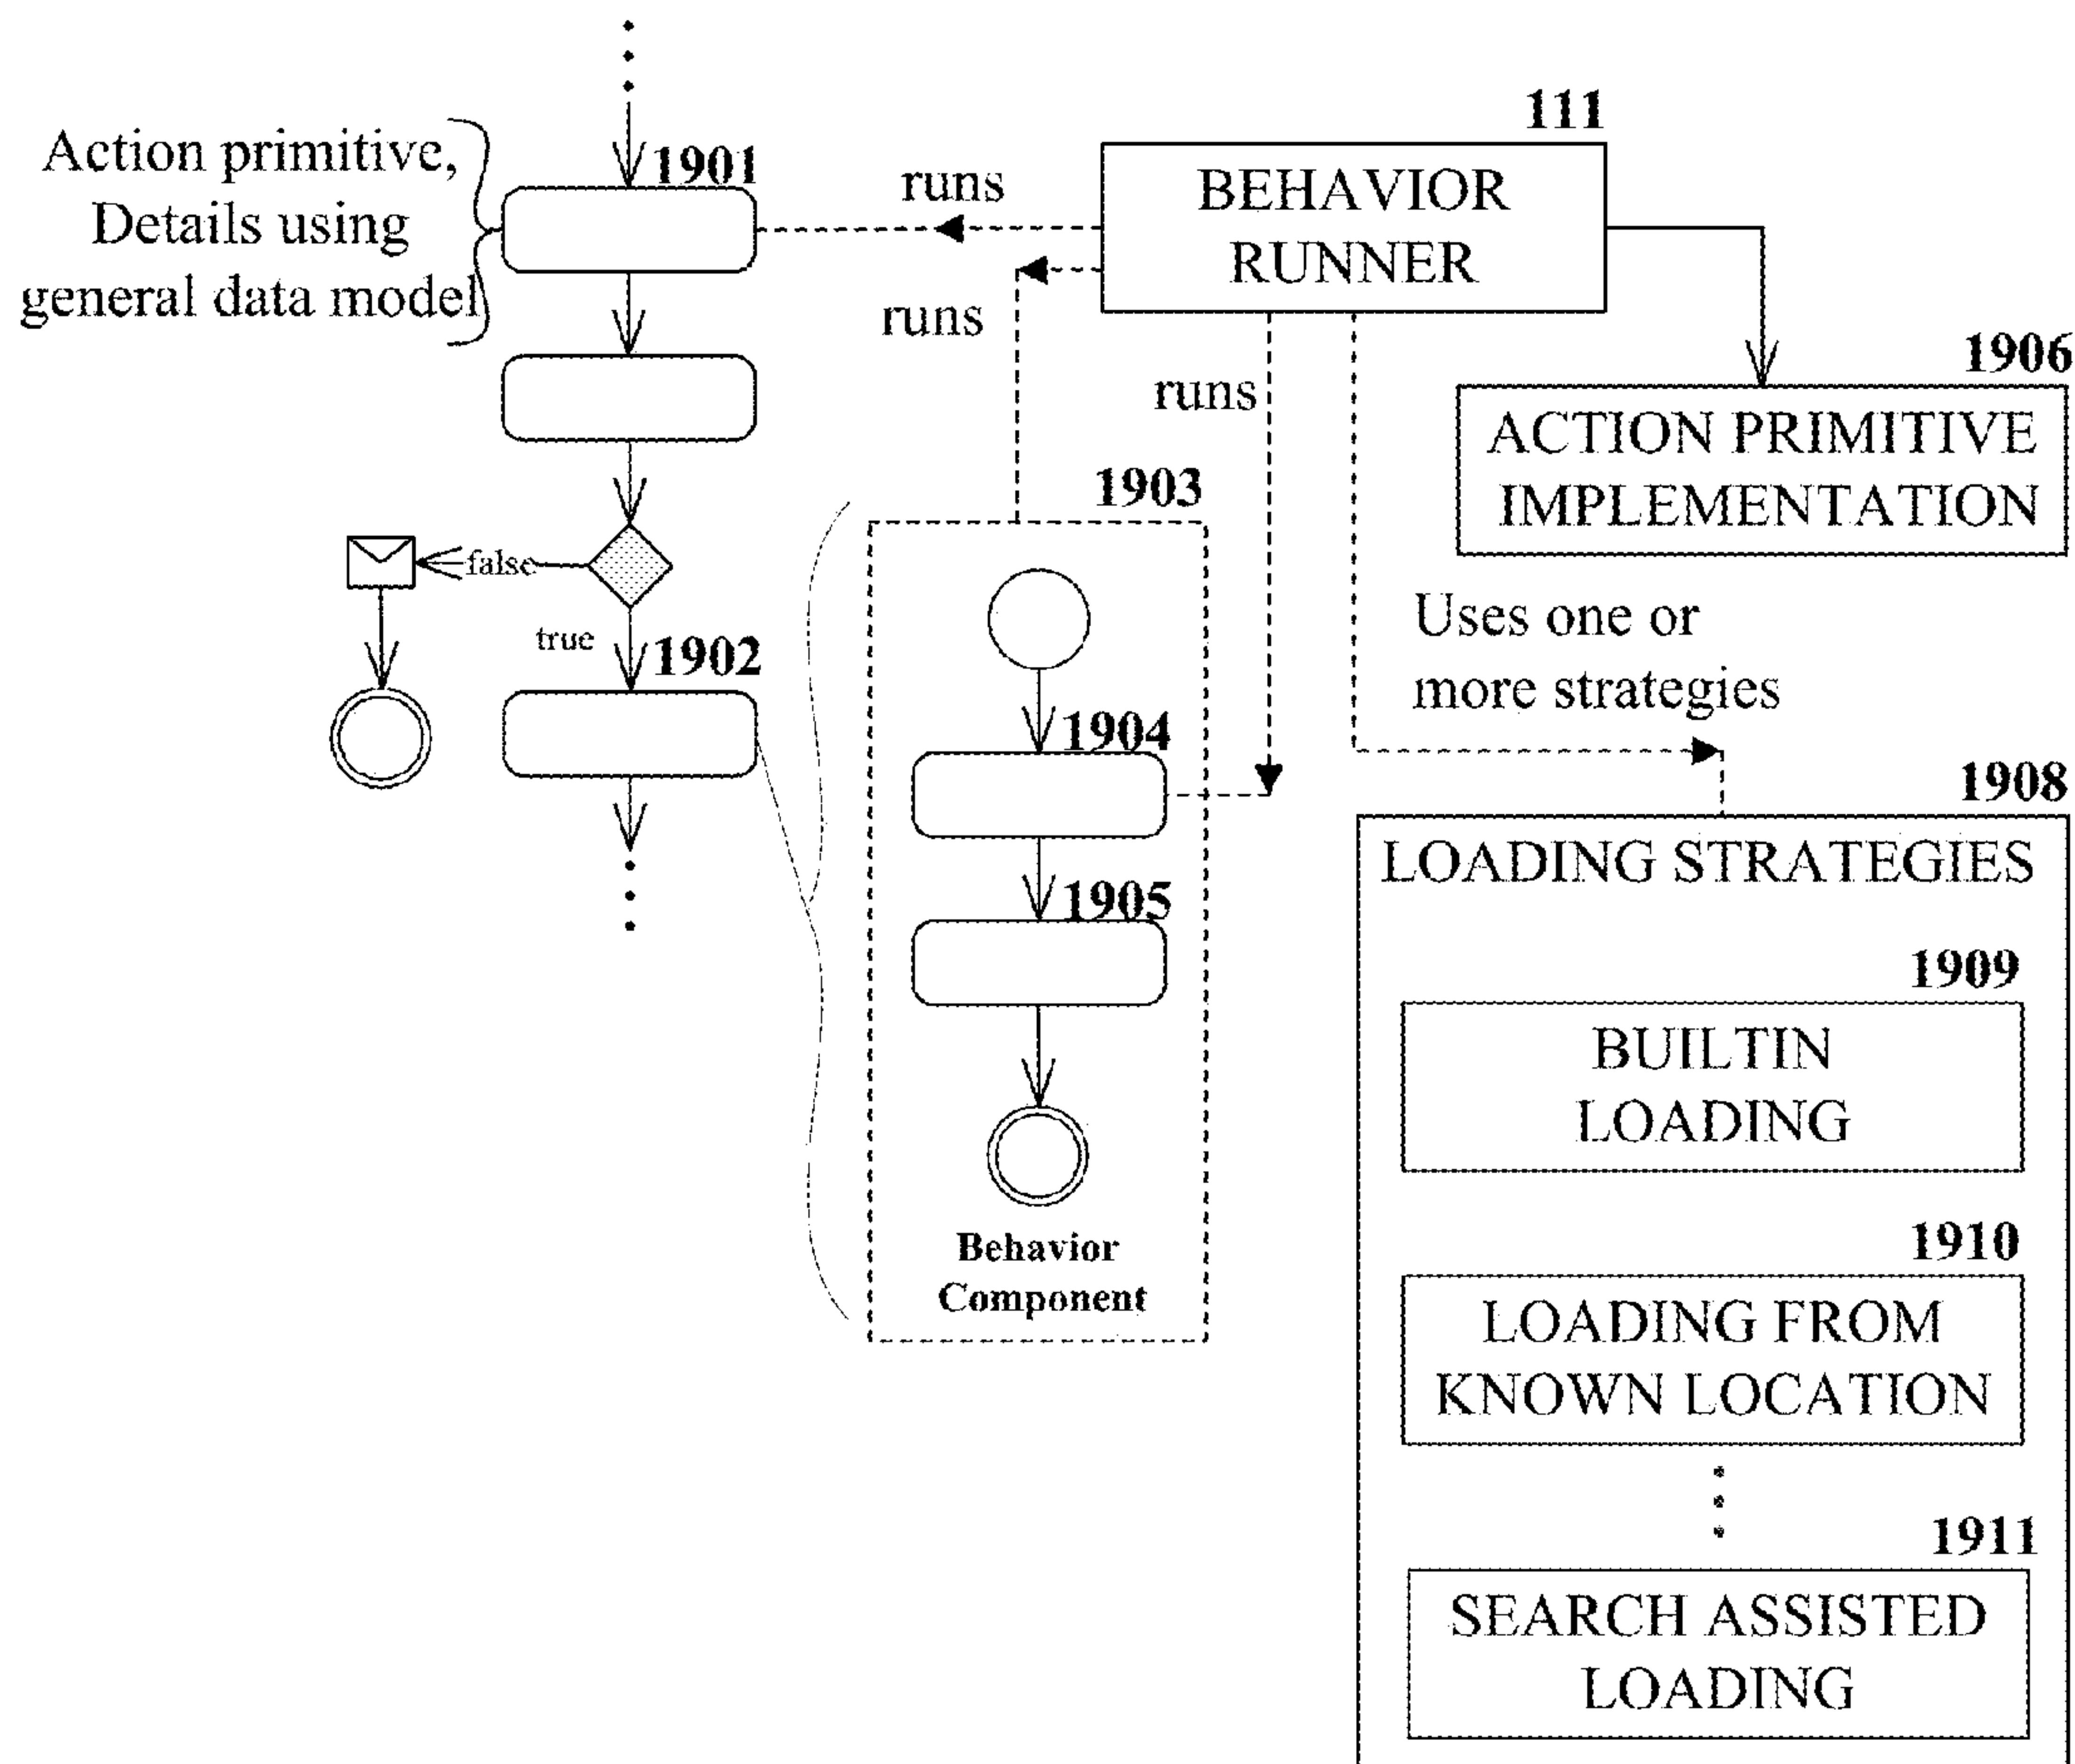 111
Action primitive,
Details using
general data model
1901
runs
BEHAVIOR
RUNNER
runs
runs
1906
ACTION PRIMITIVE
IMPLEMENTATION
1903
false
true
1902
Uses one or
more strategies
1904
1905
Behavior
Component
1908
LOADING STRATEGIES
1909
BUILTIN
LOADING
1910
LOADING FROM
KNOWN LOCATION
1911
SEARCH ASSISTED
LOADING